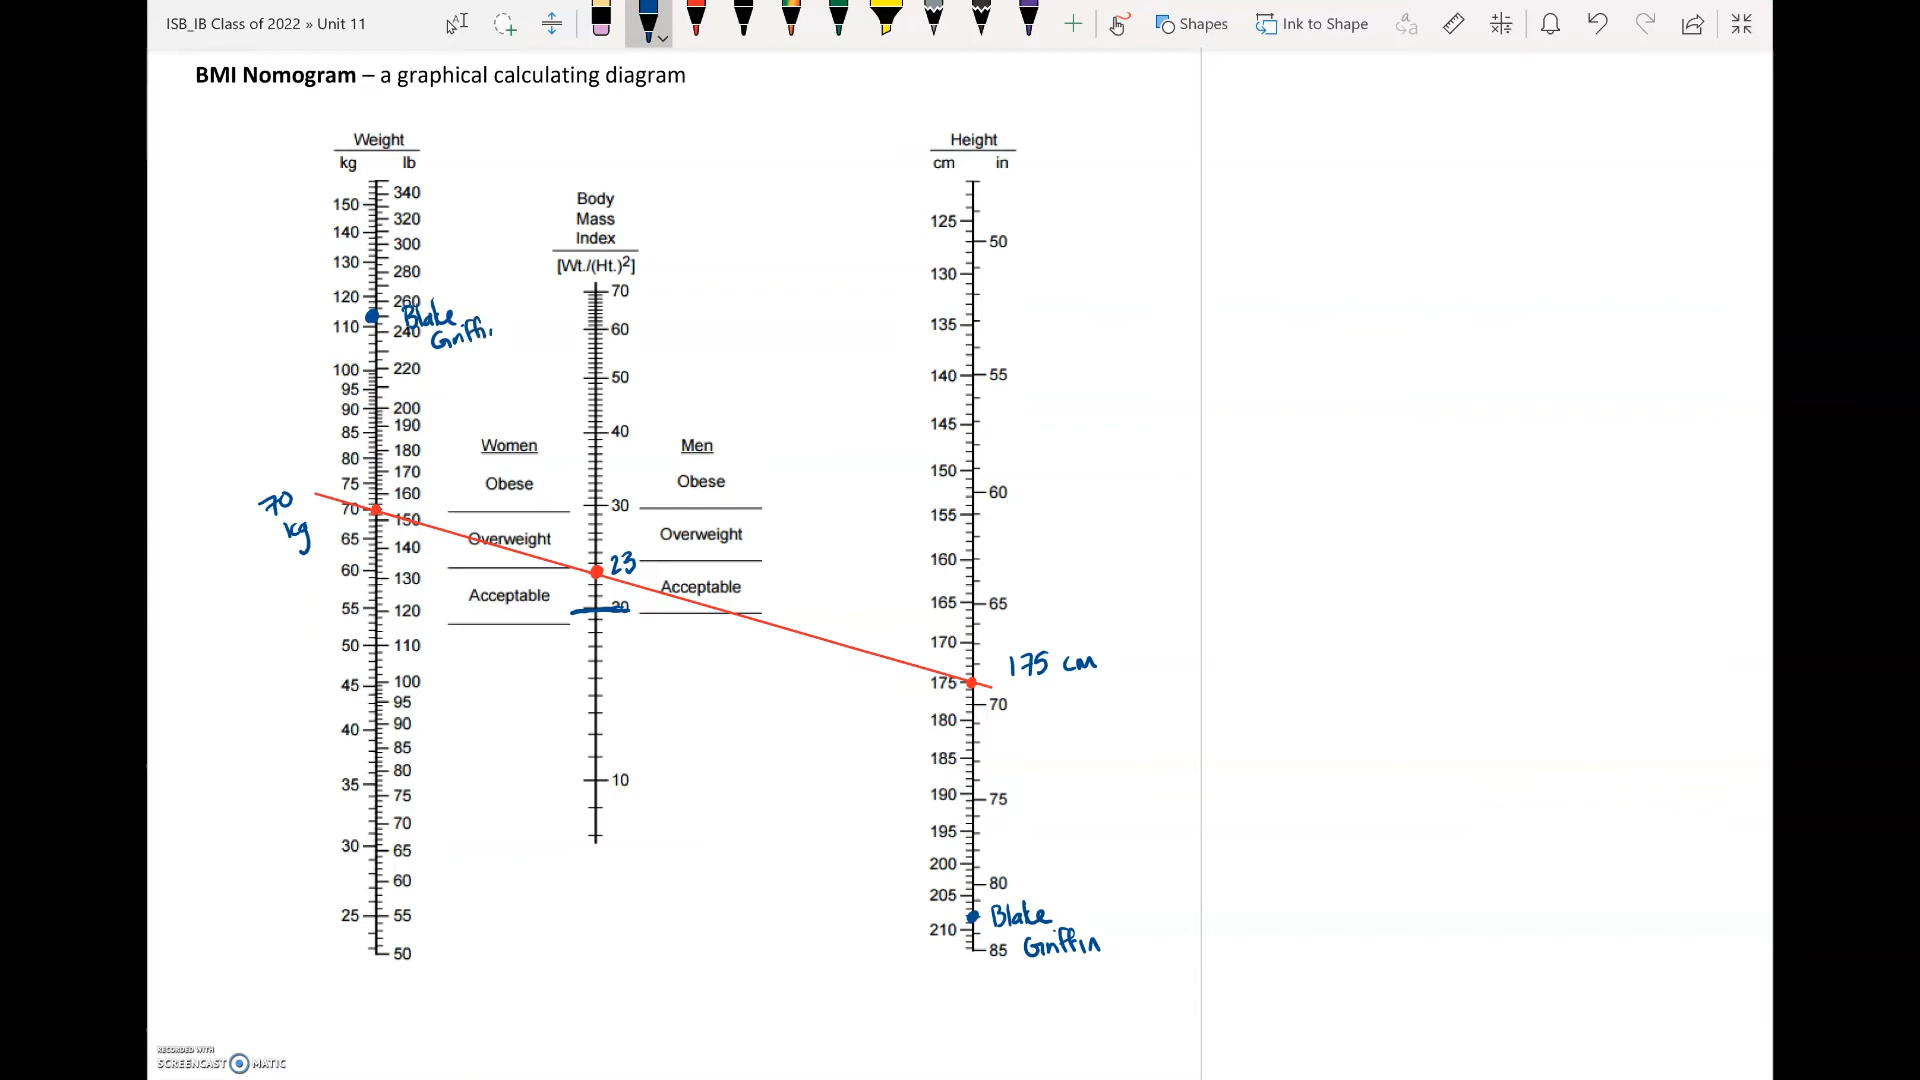 ISB_IB Class of 2022 » Unit 11
Shapes
Ink to Shape
BMI Nomogram – a graphical calculating diagram
Weight
kg lb
340
150
320
140
300
130
280
120
260
110
240
Blake
Griffi
100 220
95
90 200
190
85
180
80
170
75
160
70
150
65
140
60
130
55 120
50 110
45 100
95
40 90
85
80
35
75
70
30
65
60
25 55
50
70
kg
Body
Mass
Index
[Wt./(Ht.)2]
70
60
50
40
30
23
20
10
Women
Obese
Overweight
Acceptable
Men
Obese
Overweight
Acceptable
Height
cm in
125
50
130
135
140 55
145
150
60
155
160
165 65
170
175 cm
175
70
180
185
190
75
195
200
80
205
Blake
Griffin
210
85
RECORDED WITH
SCREENCAST MATIC